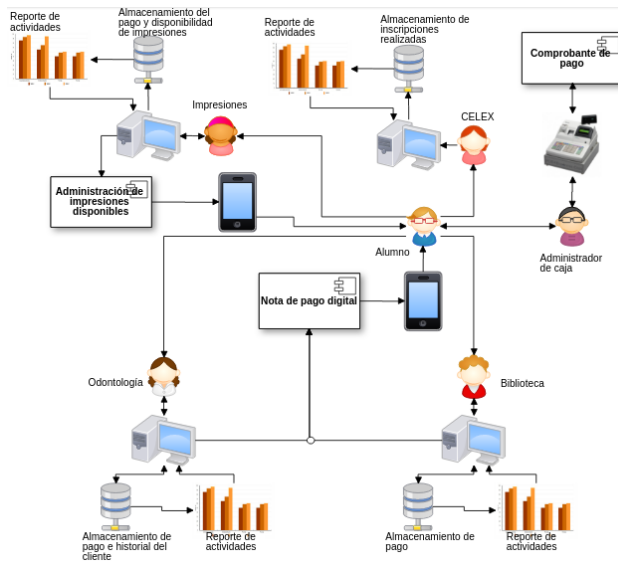 Reporte de
actividades
Almacenamiento del
pago y disponibilidad
de impresiones
Reporte de
actividades
Almacenamiento de
inscripciones
realizadas
Comprobante de
pago
Impresiones
CELEX
Administración de
impresiones
disponibles
Alumno
Administrador
de caja
Nota de pago digital
Odontología
Biblioteca
Almacenamiento de
pago e historial del
cliente
Reporte de
actividades
Almacenamiento de
pago
Reporte de
actividades